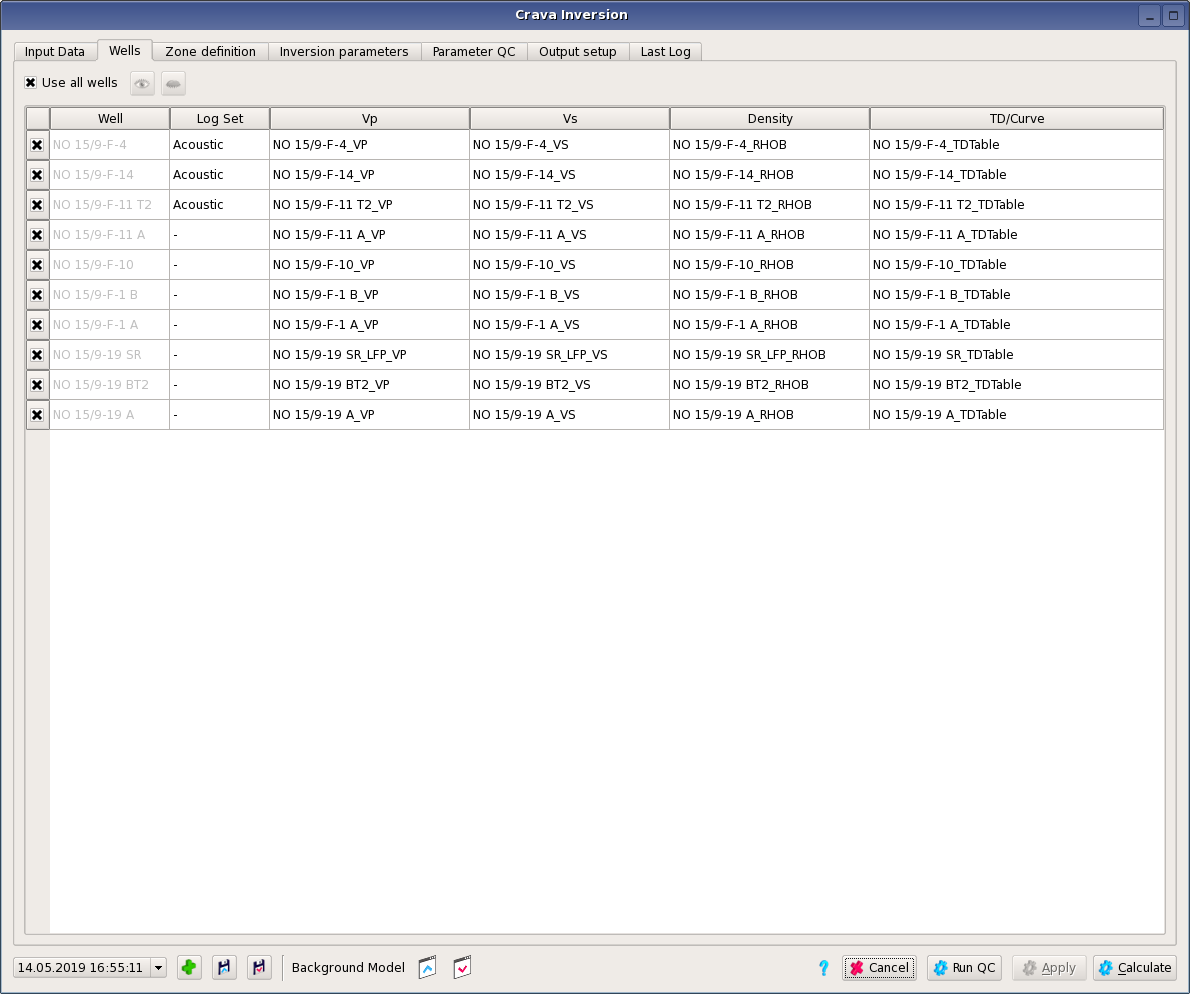 Crava Inversion
Input Data Wells Zone definition Inversion parameters Parameter QC Output setup Last Log
Use all wells
Well Log Set Vp Vs Density TD/Curve
NO 15/9-F-4 Acoustic NO 15/9-F-4_VP NO 15/9-F-4_VS NO 15/9-F-4_RHOB NO 15/9-F-4_TDTable
NO 15/9-F-14 Acoustic NO 15/9-F-14_VP NO 15/9-F-14_VS NO 15/9-F-14_RHOB NO 15/9-F-14_TDTable
NO 15/9-F-11 T2 Acoustic NO 15/9-F-11 T2_VP NO 15/9-F-11 T2_VS NO 15/9-F-11 T2_RHOB NO 15/9-F-11 T2_TDTable
NO 15/9-F-11 A - NO 15/9-F-11 A_VP NO 15/9-F-11 A_VS NO 15/9-F-11 A_RHOB NO 15/9-F-11 A_TDTable
NO 15/9-F-10 - NO 15/9-F-10_VP NO 15/9-F-10_VS NO 15/9-F-10_RHOB NO 15/9-F-10_TDTable
NO 15/9-F-1 B - NO 15/9-F-1 B_VP NO 15/9-F-1 B_VS NO 15/9-F-1 B_RHOB NO 15/9-F-1 B_TDTable
NO 15/9-F-1 A - NO 15/9-F-1 A_VP NO 15/9-F-1 A_VS NO 15/9-F-1 A_RHOB NO 15/9-F-1 A_TDTable
NO 15/9-19 SR - NO 15/9-19 SR_LFP_VP NO 15/9-19 SR_LFP_VS NO 15/9-19 SR_LFP_RHOB NO 15/9-19 SR_TDTable
NO 15/9-19 BT2 - NO 15/9-19 BT2_VP NO 15/9-19 BT2_VS NO 15/9-19 BT2_RHOB NO 15/9-19 BT2_TDTable
NO 15/9-19 A - NO 15/9-19 A_VP NO 15/9-19 A_VS NO 15/9-19 A_RHOB NO 15/9-19 A_TDTable
14.05.2019 16:55:11 Background Model ? Cancel Run QC Apply Calculate